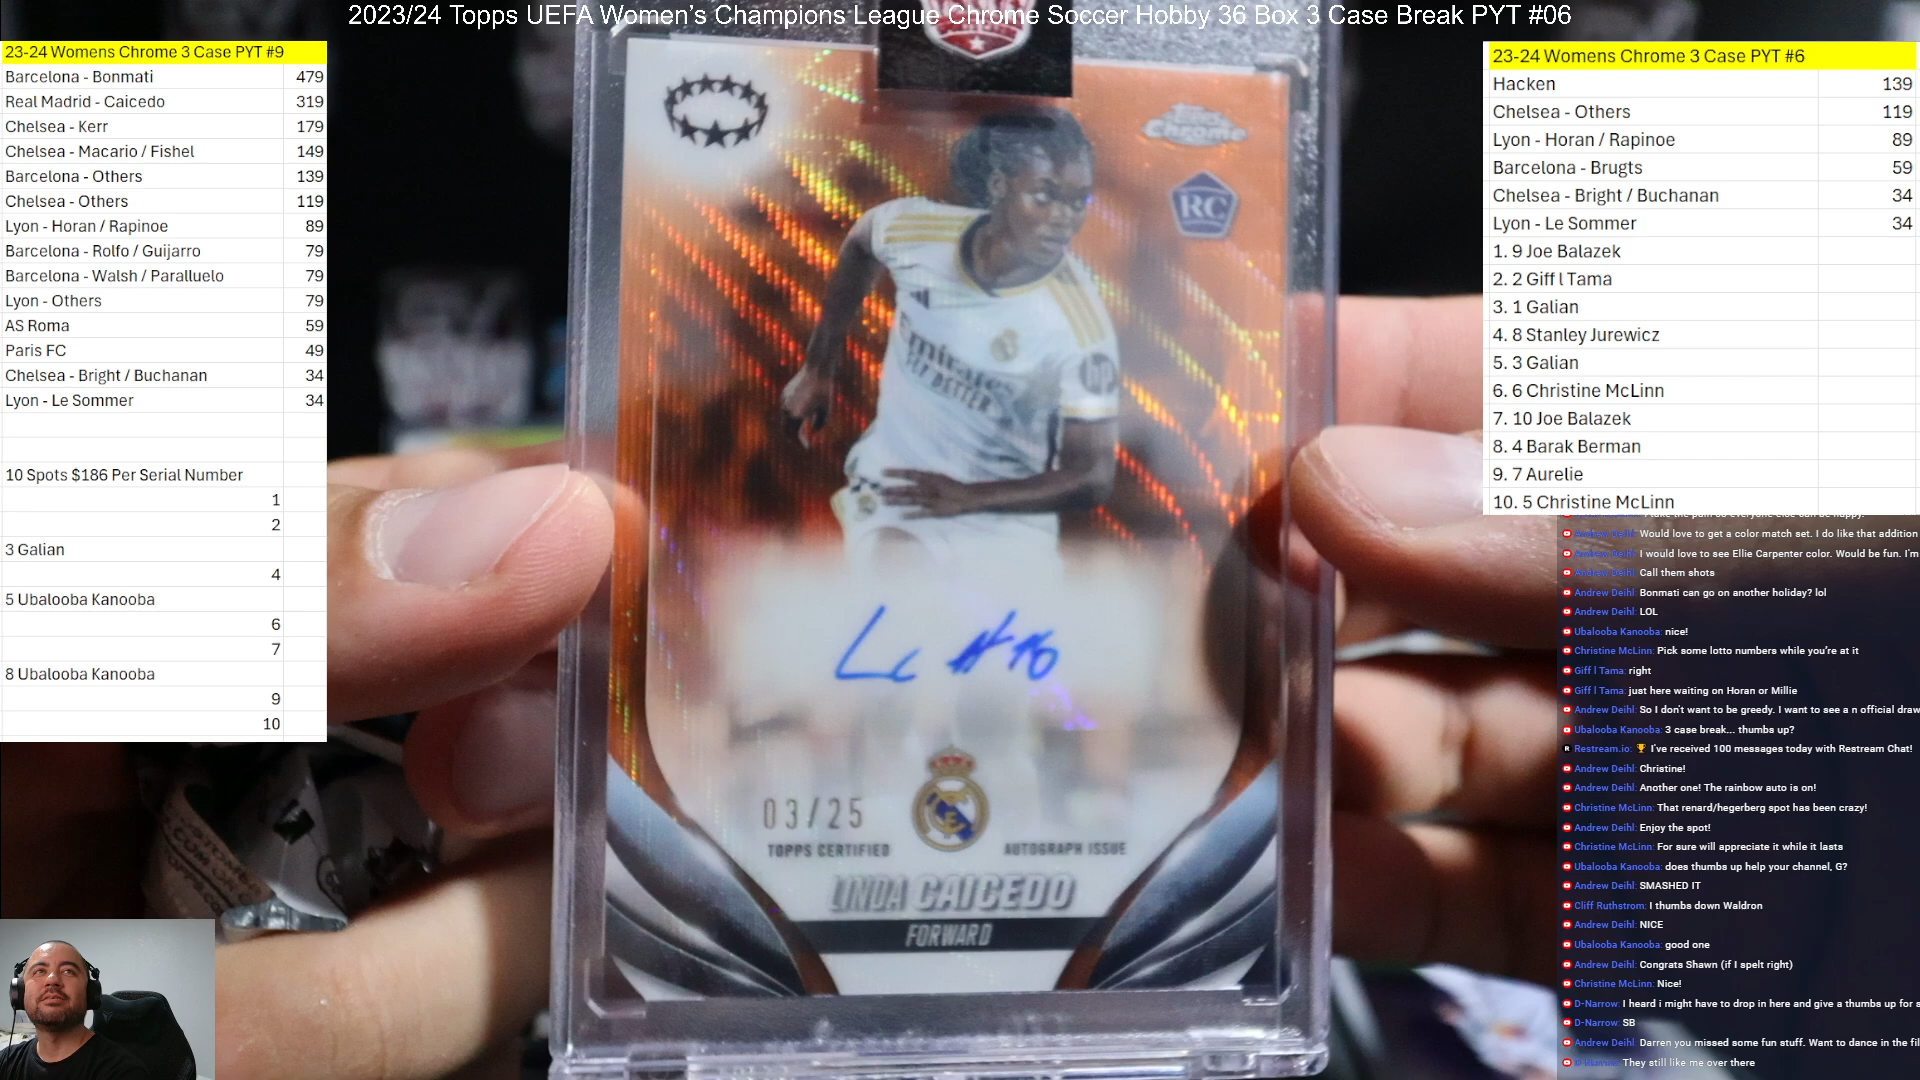 2023/24 Topps UEFA Women's Champions League Chrome Soccer Hobby 36 Box 3 Case Break PYT #06
23-24 Womens Chrome 3 Case PYT #9
Barcelona - Bonmati 479
Real Madrid - Caicedo 319
Chelsea - Kerr 179
Chelsea - Macario / Fishel 149
Barcelona - Others 139
Chelsea - Others 119
Lyon - Horan / Rapinoe 89
Barcelona - Rolfo / Guijarro 79
Barcelona - Walsh / Paralluelo 79
Lyon - Others 79
AS Roma 59
Paris FC 49
Chelsea - Bright / Buchanan 34
Lyon - Le Sommer 34
10 Spots $186 Per Serial Number
1
2
3 Galian
4
5 Ubalooba Kanooba
6
7
8 Ubalooba Kanooba
9
10
Topps Chrome
RC
Emirates
FLY BETTER
hp
#18
03/25
TOPPS CERTIFIED AUTOGRAPH ISSUE
LINDA CAICEDO
FORWARD
23-24 Womens Chrome 3 Case PYT #6
Hacken 139
Chelsea - Others 119
Lyon - Horan / Rapinoe 89
Barcelona - Brugts 59
Chelsea - Bright / Buchanan 34
Lyon - Le Sommer 34
1. 9 Joe Balazek
2. 2 Giff l Tama
3. 1 Galian
4. 8 Stanley Jurewicz
5. 3 Galian
6. 6 Christine McLinn
7. 10 Joe Balazek
8. 4 Barak Berman
9. 7 Aurelie
10. 5 Christine McLinn
Andrew Deihl: Would love to get a color match set. I do like that addition
Andrew Deihl: I would love to see Ellie Carpenter color. Would be fun. I'm
Andrew Deihl: Call them shots
Andrew Deihl: Bonmati can go on another holiday? lol
Andrew Deihl: LOL
Ubalooba Kanooba: nice!
Christine McLinn: Pick some lotto numbers while you're at it
Giff l Tama: right
Giff l Tama: just here waiting on Horan or Millie
Andrew Deihl: So I don't want to be greedy. I want to see a n official draw
Ubalooba Kanooba: 3 case break... thumbs up?
Restream.io: 🏆 I've received 100 messages today with Restream Chat!
Andrew Deihl: Christine!
Andrew Deihl: Another one! The rainbow auto is on!
Christine McLinn: That renard/hegerberg spot has been crazy!
Andrew Deihl: Enjoy the spot!
Christine McLinn: For sure will appreciate it while it lasts
Ubalooba Kanooba: does thumbs up help your channel, G?
Andrew Deihl: SMASHED IT
Cliff Ruthstrom: I thumbs down Waldron
Andrew Deihl: NICE
Ubalooba Kanooba: good one
Andrew Deihl: Congrats Shawn (if I spelt right)
Christine McLinn: Nice!
D-Narrow: I heard i might have to drop in here and give a thumbs up for s
D-Narrow: SB
Andrew Deihl: Darren you missed some fun stuff. Want to dance in the fil
D-Narrow: They still like me over there